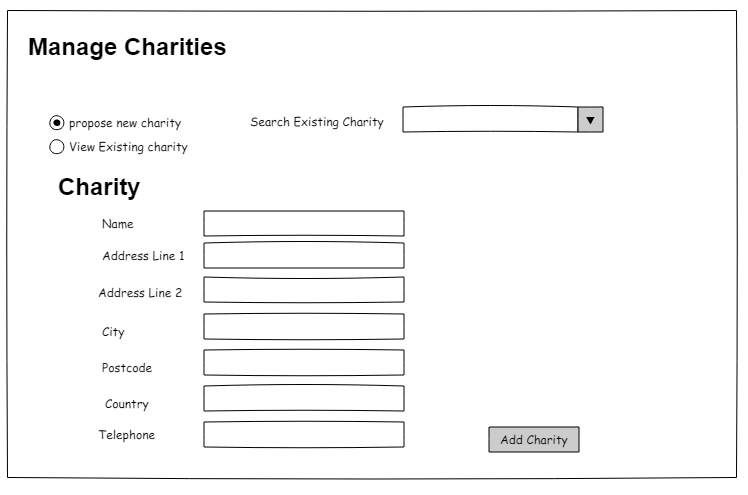 Manage Charities
propose new charity
Search Existing Charity
View Existing charity
Charity
Name
Address Line 1
Address Line 2
City
Postcode
Country
Telephone
Add Charity